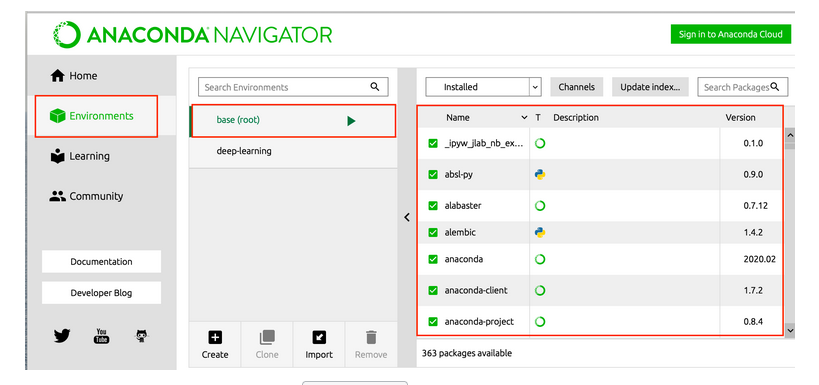 ANACONDA NAVIGATOR
Sign in to Anaconda Cloud
Home
Environments
Learning
Community
Documentation
Developer Blog
You
Tube
Search Environments
base (root)
deep-learning
Create
Clone
Import
Remove
Installed
Channels
Update index...
Search Packages
Name T Description Version
_ipyw_jlab_nb_ex... 0.1.0
absl-py 0.9.0
alabaster 0.7.12
alembic 1.4.2
anaconda 2020.02
anaconda-client 1.7.2
anaconda-project 0.8.4
363 packages available